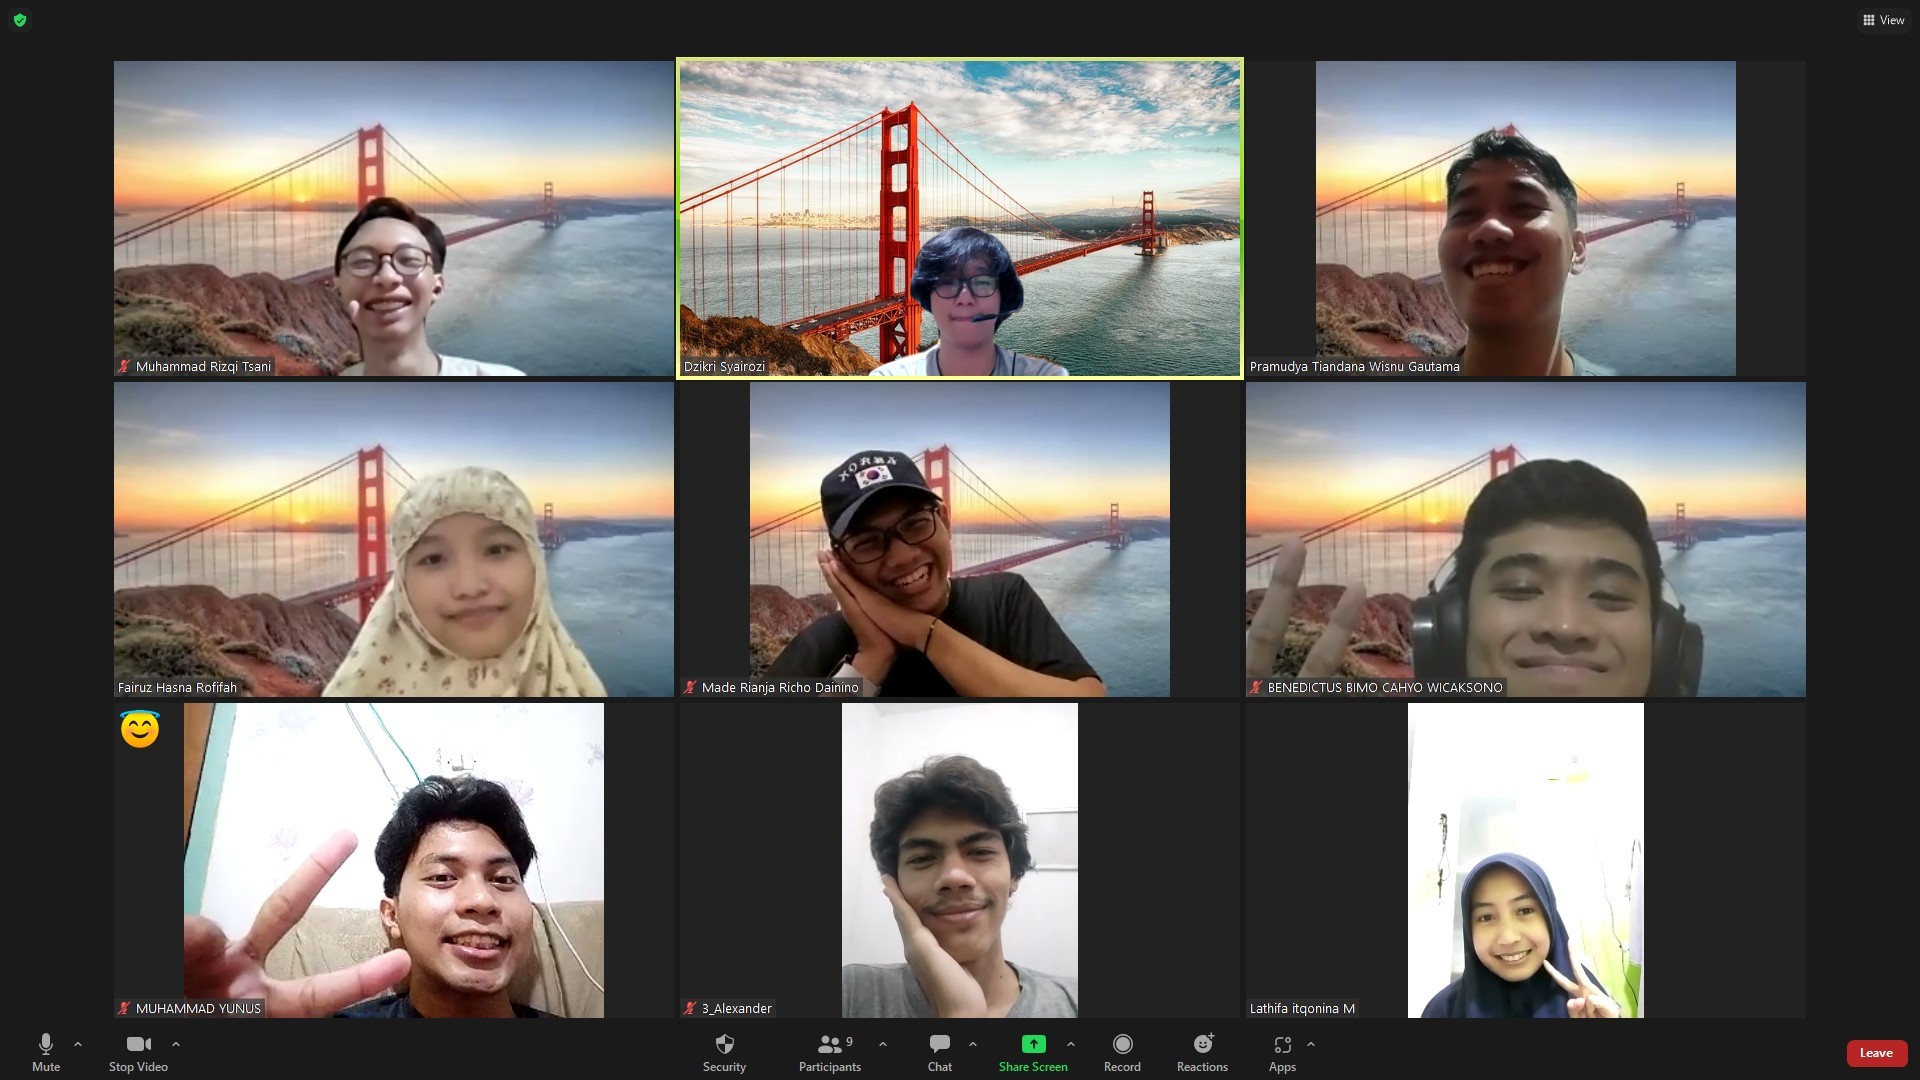 View
Muhammad Rizqi Tsani
Dzikri Syairozi
Pramudya Tiandana Wisnu Gautama
KOREA
Fairuz Hasna Rofifah
Made Rianja Richo Dainino
BENEDICTUS BIMO CAHYO WICAKSONO
MUHAMMAD YUNUS
3_Alexander
Lathifa itqonina M
Mute
Stop Video
Security
9
Participants
Chat
Share Screen
Record
Reactions
Apps
Leave